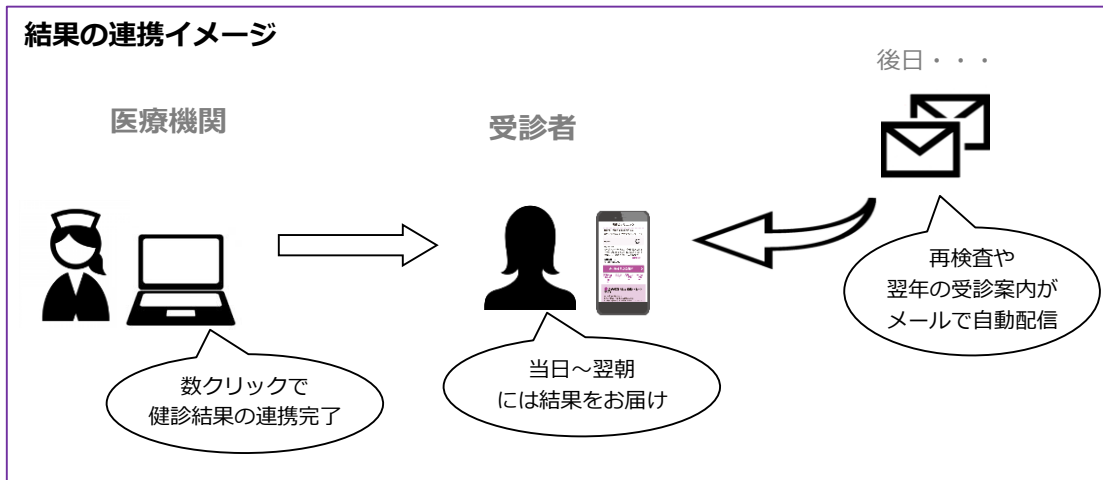 結果の連携イメージ
後日・・・
医療機関
受診者
再検査や
翌年の受診案内が
メールで自動配信
当日～翌朝
には結果をお届け
数クリックで
健診結果の連携完了